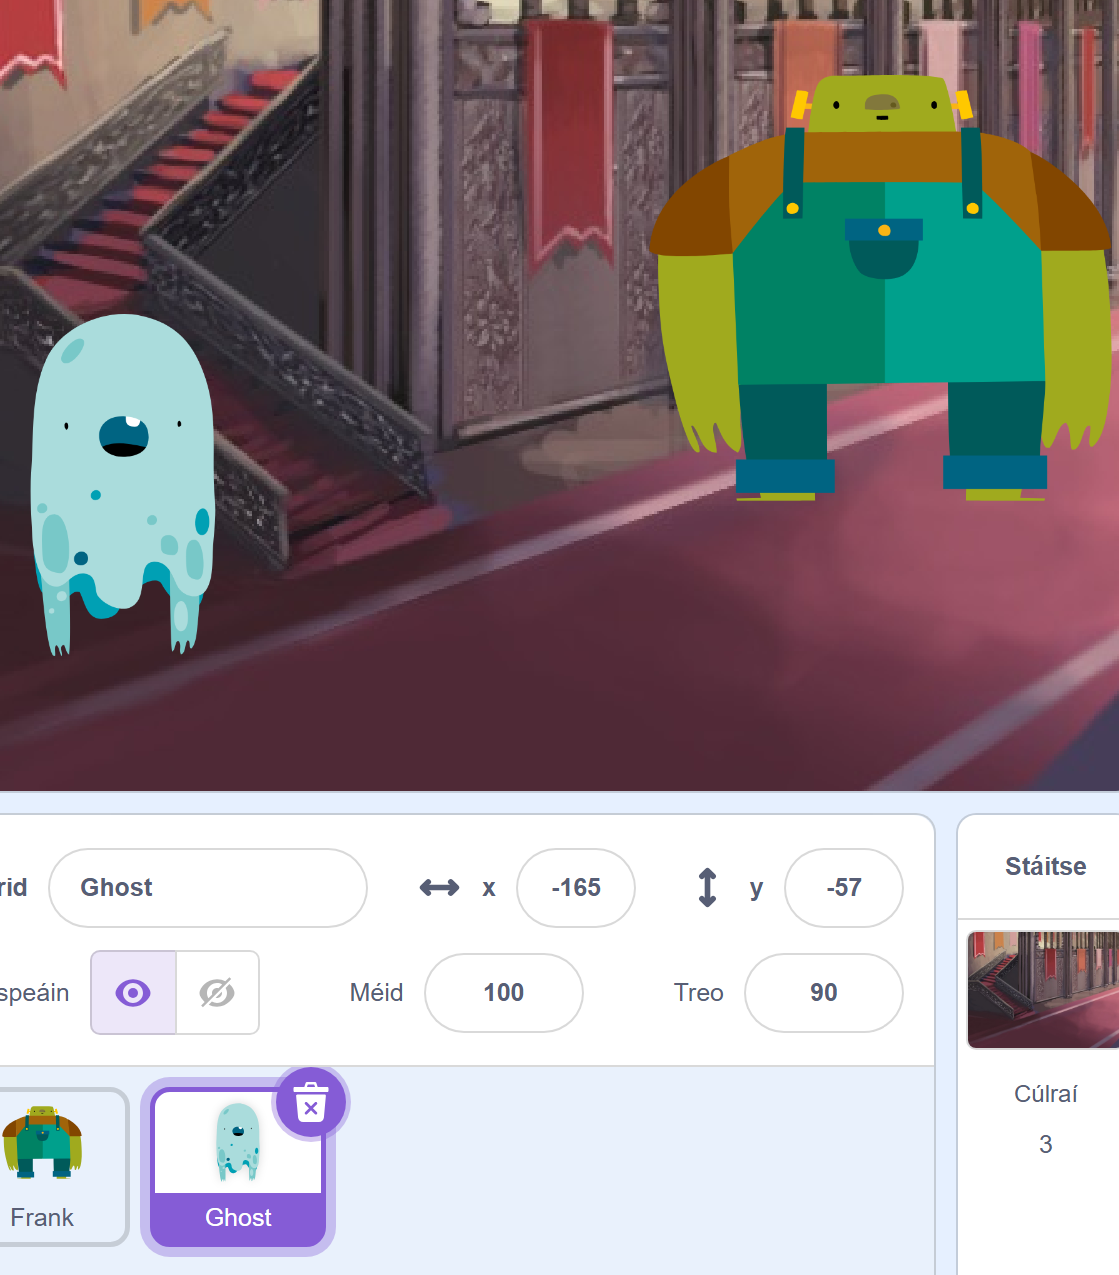 rid Ghost x -165 y -57
speáin Méid 100 Treo 90
Stáitse
Cúlraí
3
Frank
Ghost